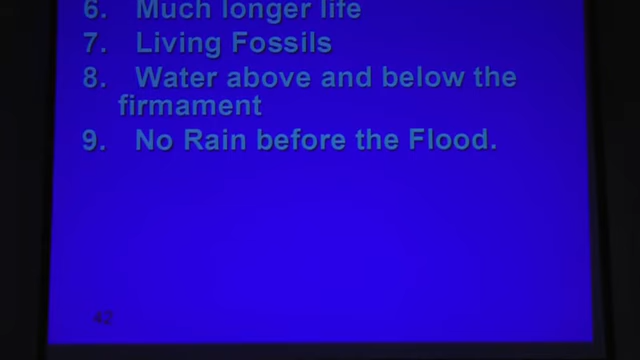 6. Much longer life
7. Living Fossils
8. Water above and below the
firmament
9. No Rain before the Flood.
42